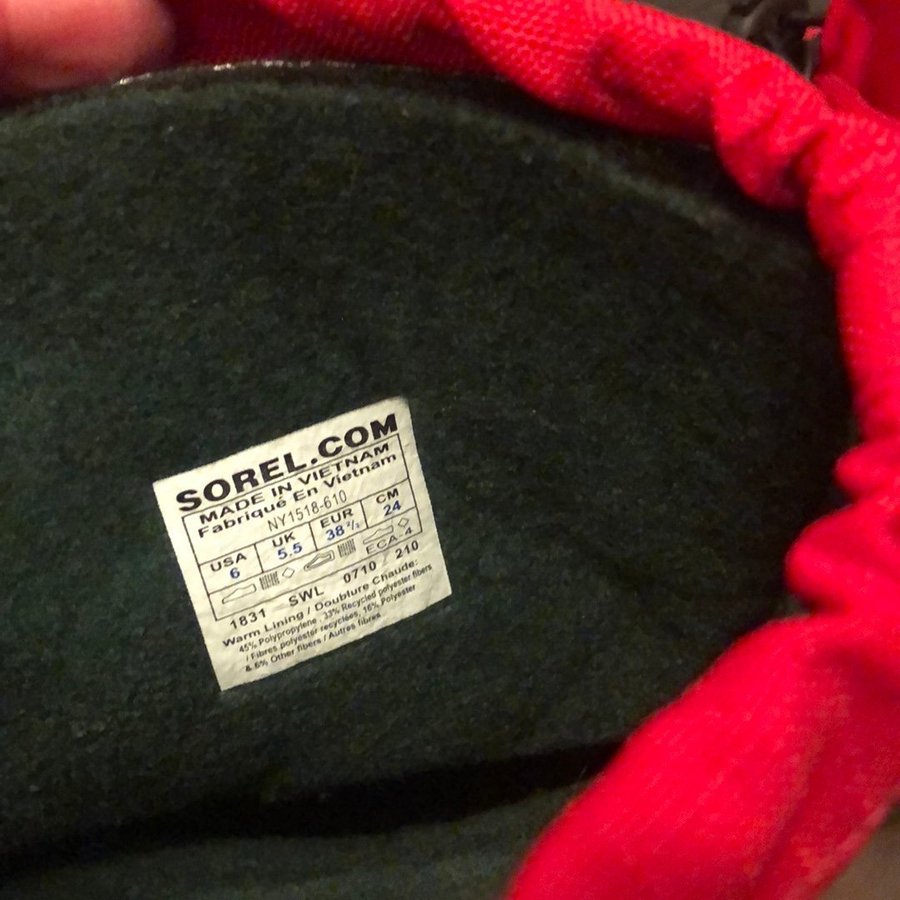 SOREL.COM
MADE IN VIETNAM
Fabriqué En Vietnam
NY1518-610
USA UK EUR CM
6 5.5 38 2/3 24
ECA-4
1831 SWL 0710 210
Warm Lining / Doublure Chaude:
45% Polypropylene, 33% Recycled polyester fibers
/ Fibres polyester recyclées, 16% Polyester
& 6% Other fibers / Autres fibres